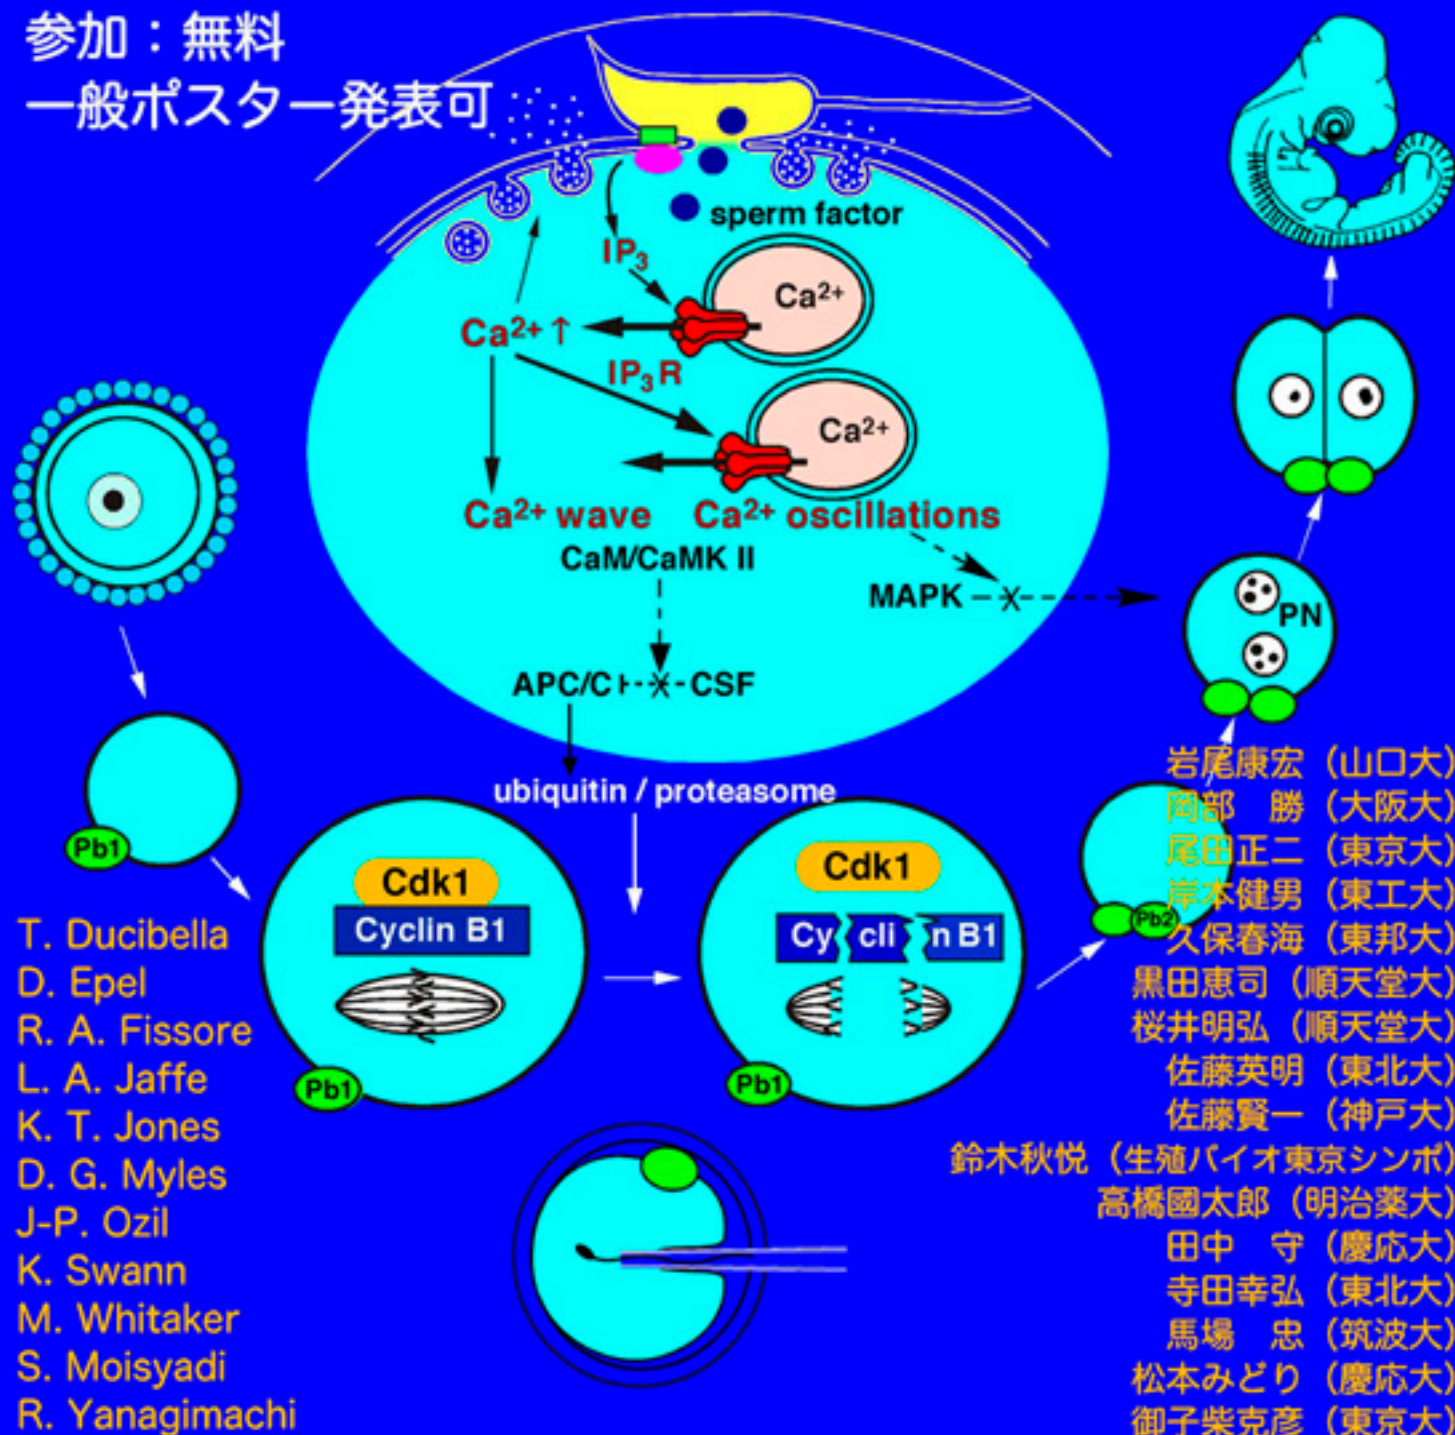 参加：無料
一般ポスター発表可
sperm factor
IP₃
Ca²⁺
Ca²⁺↑
IP₃R
Ca²⁺
Ca²⁺ wave
Ca²⁺ oscillations
CaM/CaMK II
MAPK
X
PN
APC/C
X
CSF
ubiquitin / proteasome
Pb1
Cdk1
Cyclin B1
Pb1
Cdk1
Cy cli n B1
Pb1
Pb2
T. Ducibella
D. Epel
R. A. Fissore
L. A. Jaffe
K. T. Jones
D. G. Myles
J-P. Ozil
K. Swann
M. Whitaker
S. Moisyadi
R. Yanagimachi
岩尾康宏（山口大）
岡部　勝（大阪大）
尾田正二（東京大）
岸本健男（東工大）
久保春海（東邦大）
黒田恵司（順天堂大）
桜井明弘（順天堂大）
佐藤英明（東北大）
佐藤賢一（神戸大）
鈴木秋悦（生殖バイオ東京シンポ）
高橋國太郎（明治薬大）
田中　守（慶応大）
寺田幸弘（東北大）
馬場　忠（筑波大）
松本みどり（慶応大）
御子柴克彦（東京大）